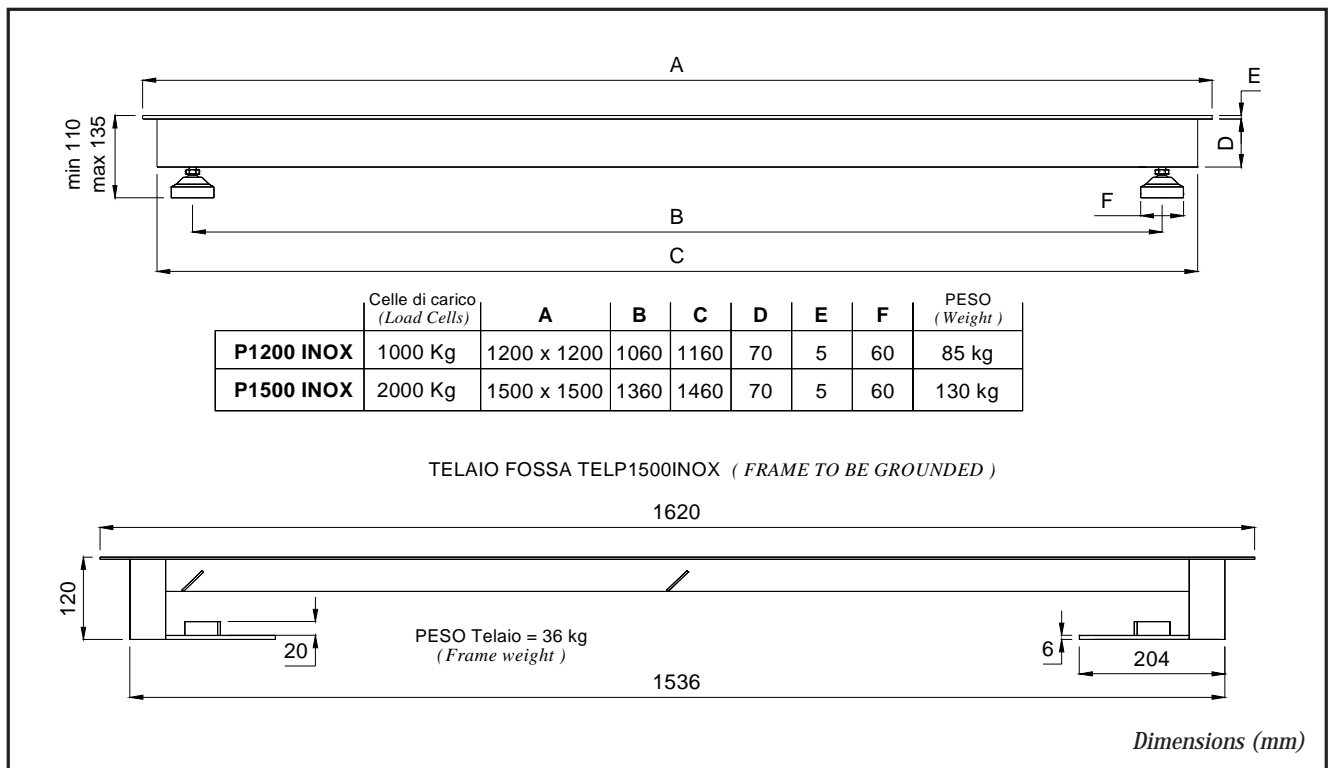 A
E
min 110
max 135
D
F
B
C
Celle di carico
(Load Cells) A B C D E F PESO
(Weight )
P1200 INOX 1000 Kg 1200 x 1200 1060 1160 70 5 60 85 kg
P1500 INOX 2000 Kg 1500 x 1500 1360 1460 70 5 60 130 kg
TELAIO FOSSA TELP1500INOX ( FRAME TO BE GROUNDED )
1620
120
20
PESO Telaio = 36 kg
(Frame weight )
6
204
1536
Dimensions (mm)